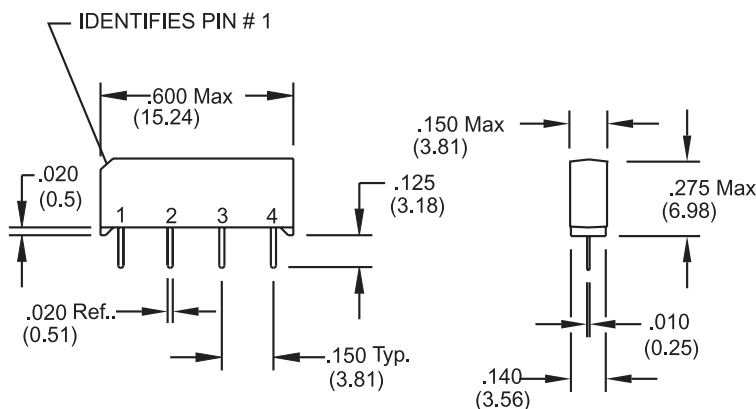 IDENTIFIES PIN # 1
.600 Max
(15.24)
.150 Max
(3.81)
.020
(0.5)
.125
(3.18)
.275 Max
(6.98)
1 2 3 4
.020 Ref..
(0.51)
.150 Typ.
(3.81)
.010
(0.25)
.140
(3.56)